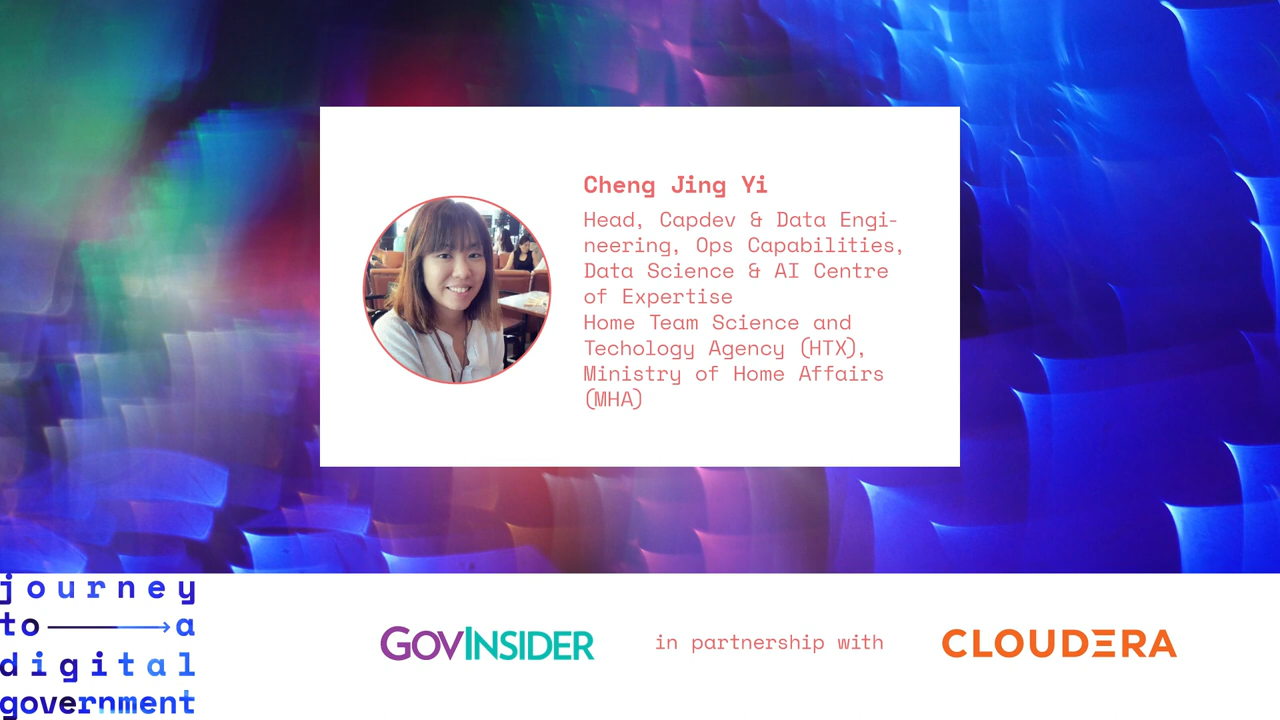 Cheng Jing Yi
Head, Capdev & Data Engi-
neering, Ops Capabilities,
Data Science & AI Centre
of Expertise
Home Team Science and
Techology Agency (HTX),
Ministry of Home Affairs
(MHA)
journey
to a
digital
government
GOVINSIDER
in partnership with
CLOUDERA